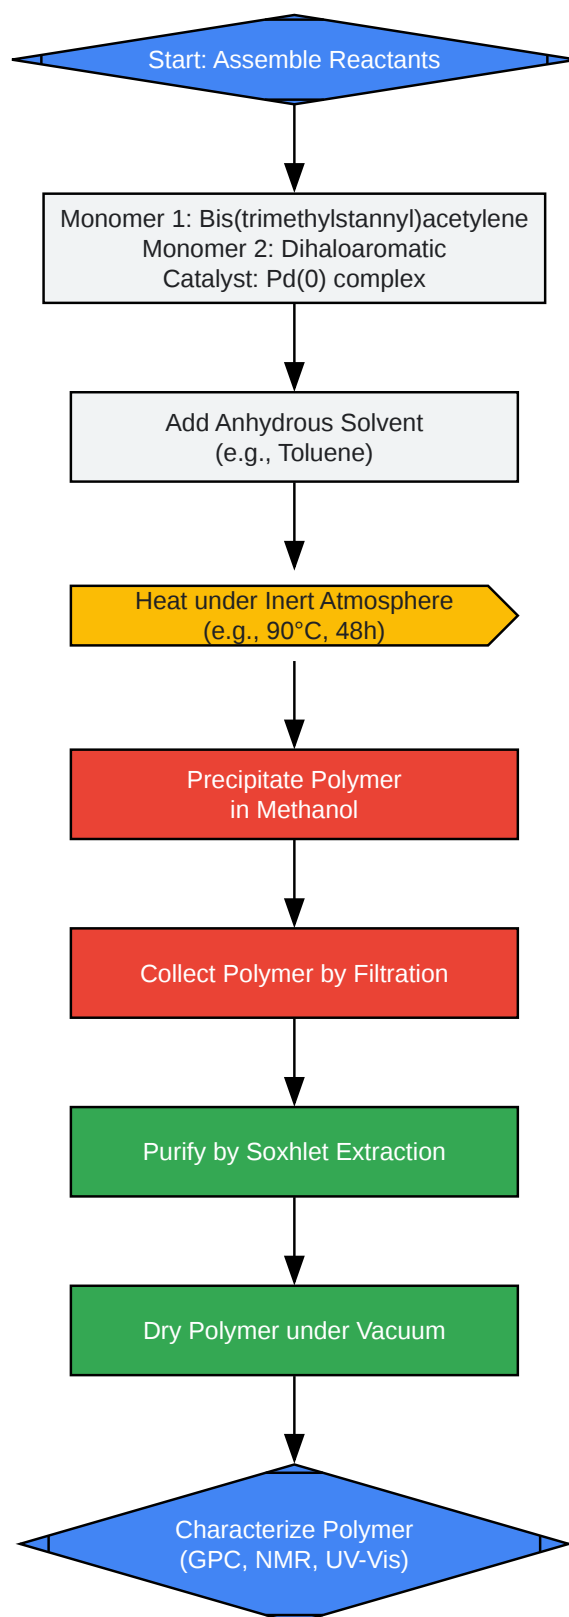 Start: Assemble Reactants
Monomer 1: Bis(trimethylstannyl)acetylene
Monomer 2: Dihaloaromatic
Catalyst: Pd(0) complex
Add Anhydrous Solvent
(e.g., Toluene)
Heat under Inert Atmosphere
(e.g., 90°C, 48h)
Precipitate Polymer
in Methanol
Collect Polymer by Filtration
Purify by Soxhlet Extraction
Dry Polymer under Vacuum
Characterize Polymer
(GPC, NMR, UV-Vis)